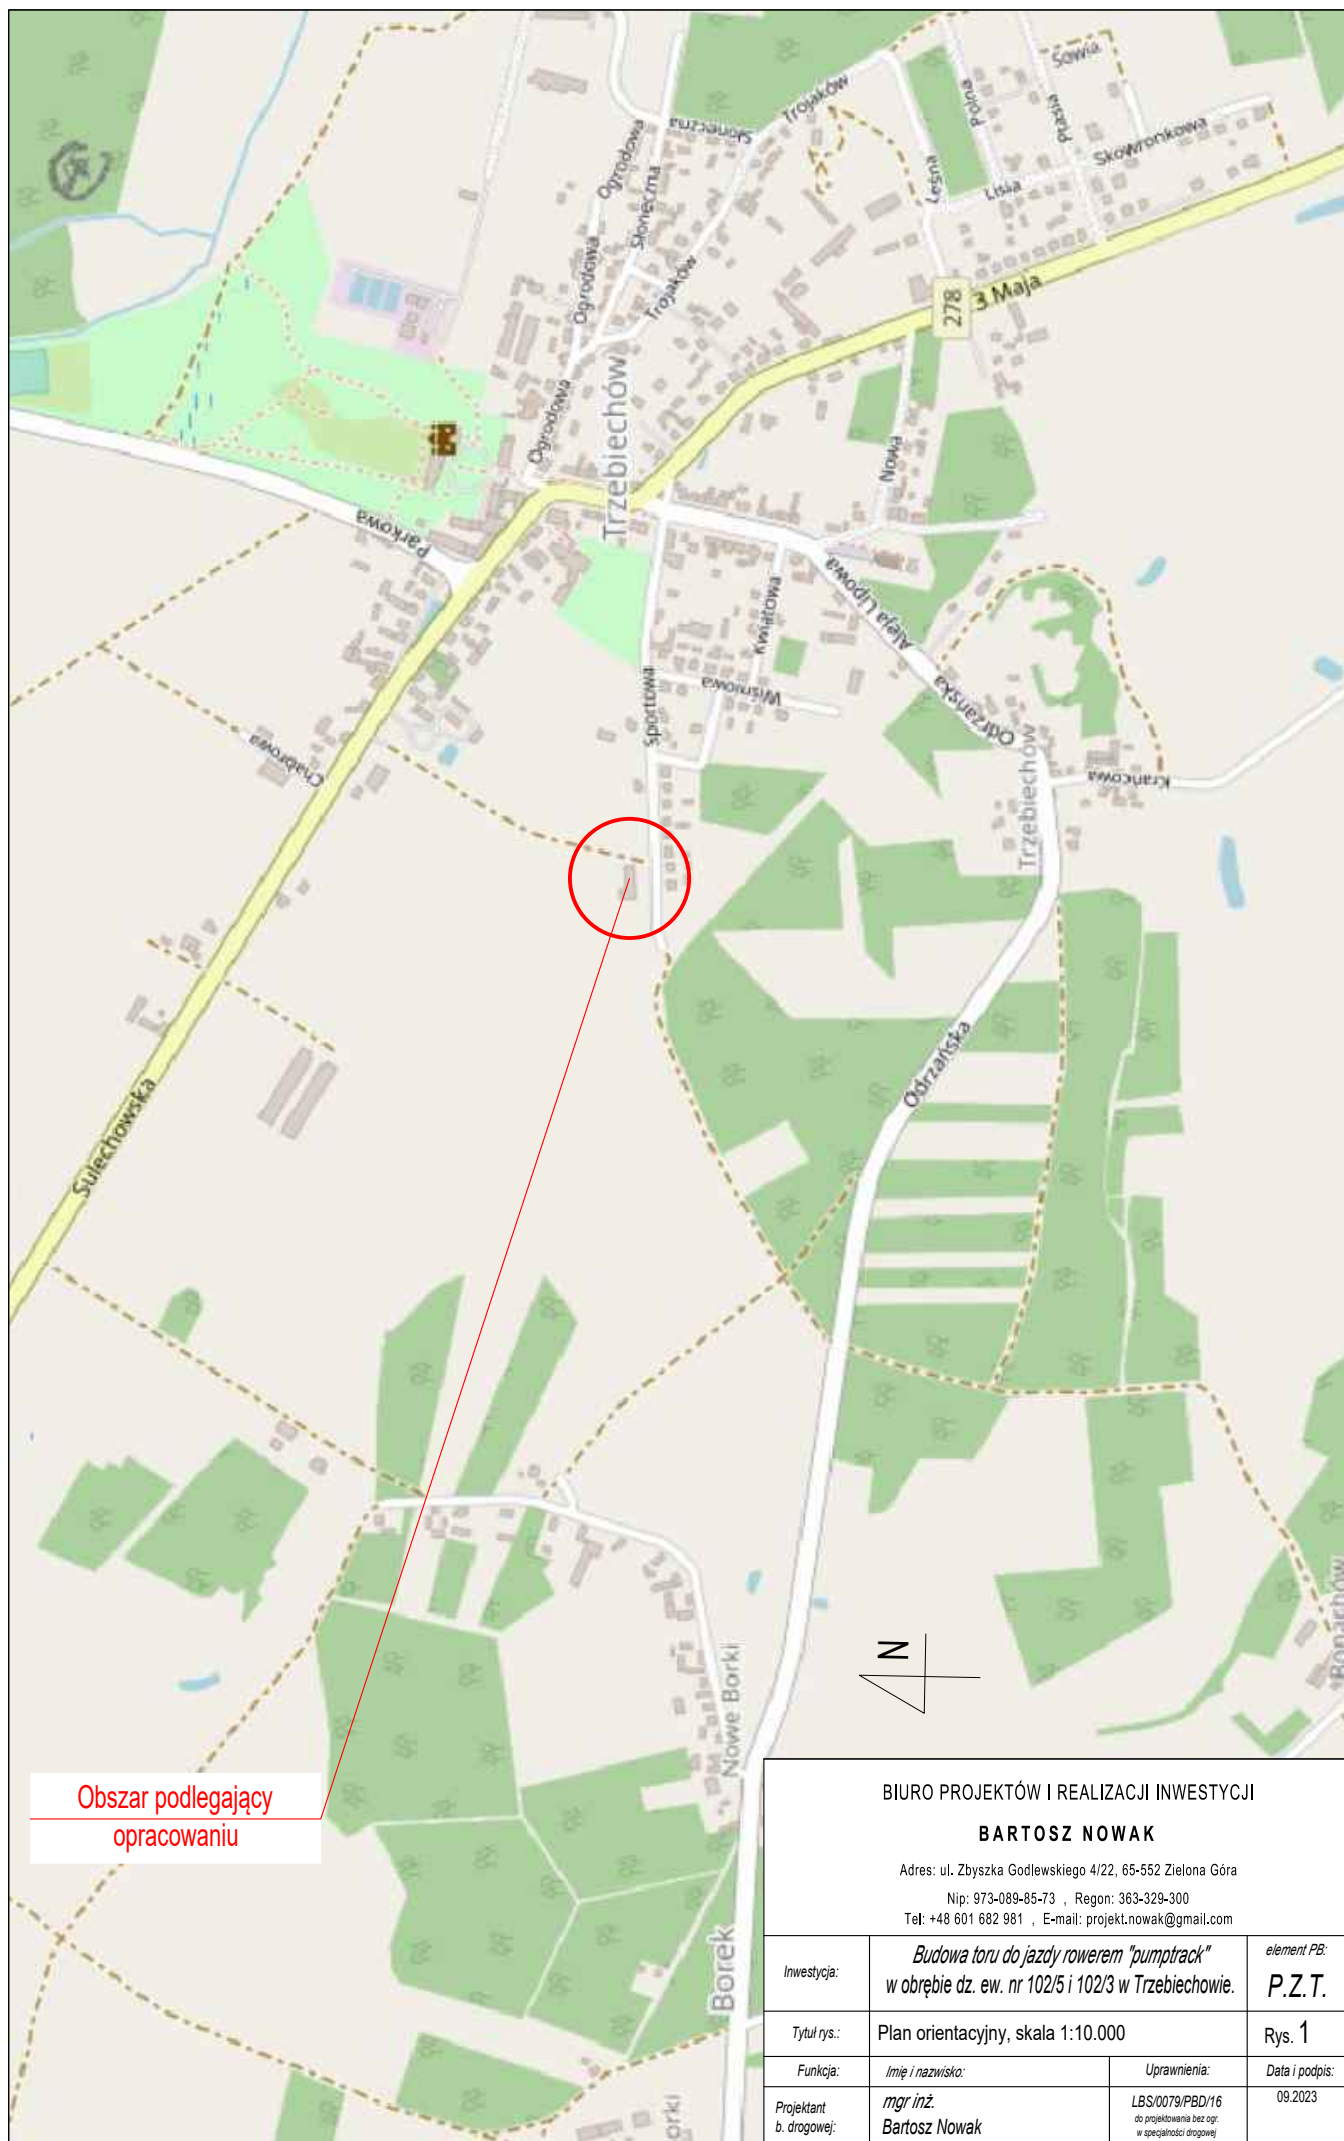 Sowia
Polna
Ptasia
Skowronkowa
Trojaków
Słoneczna
Ogrodowa
Leśna
Lisia
Słoneczna
Ogrodowa
Trojaków
278
3 Maja
Ogrodowa
Trzebiechów
Nowa
Parkowa
Kwiatowa
Aleja Lipowa
Wiśniowa
Sportowa
Odrzańska
Chabrowa
Trzebiechów
Krańcowa
Odrzańska
Sulechowska
N
Nowe Borki
Borek
orki
Obszar podlegający
opracowaniu
BIURO PROJEKTÓW I REALIZACJI INWESTYCJI
BARTOSZ NOWAK
Adres: ul. Zbyszka Godlewskiego 4/22, 65-552 Zielona Góra
Nip: 973-089-85-73 , Regon: 363-329-300
Tel: +48 601 682 981 , E-mail: projekt.nowak@gmail.com
Inwestycja:
Budowa toru do jazdy rowerem "pumptrack"
w obrębie dz. ew. nr 102/5 i 102/3 w Trzebiechowie.
element PB:
P.Z.T.
Tytuł rys.:
Plan orientacyjny, skala 1:10.000
Rys. 1
Funkcja:
Imię i nazwisko:
Uprawnienia:
Data i podpis:
Projektant
b. drogowej:
mgr inż.
Bartosz Nowak
LBS/0079/PBD/16
do projektowania bez ogr.
w specjalności drogowej
09.2023